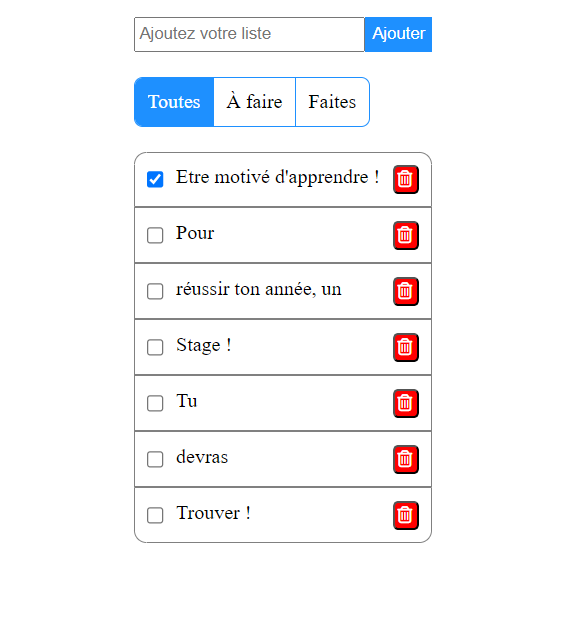 Ajoutez votre liste
Ajouter
Toutes
À faire
Faites
Etre motivé d'apprendre !
Pour
réussir ton année, un
Stage !
Tu
devras
Trouver !